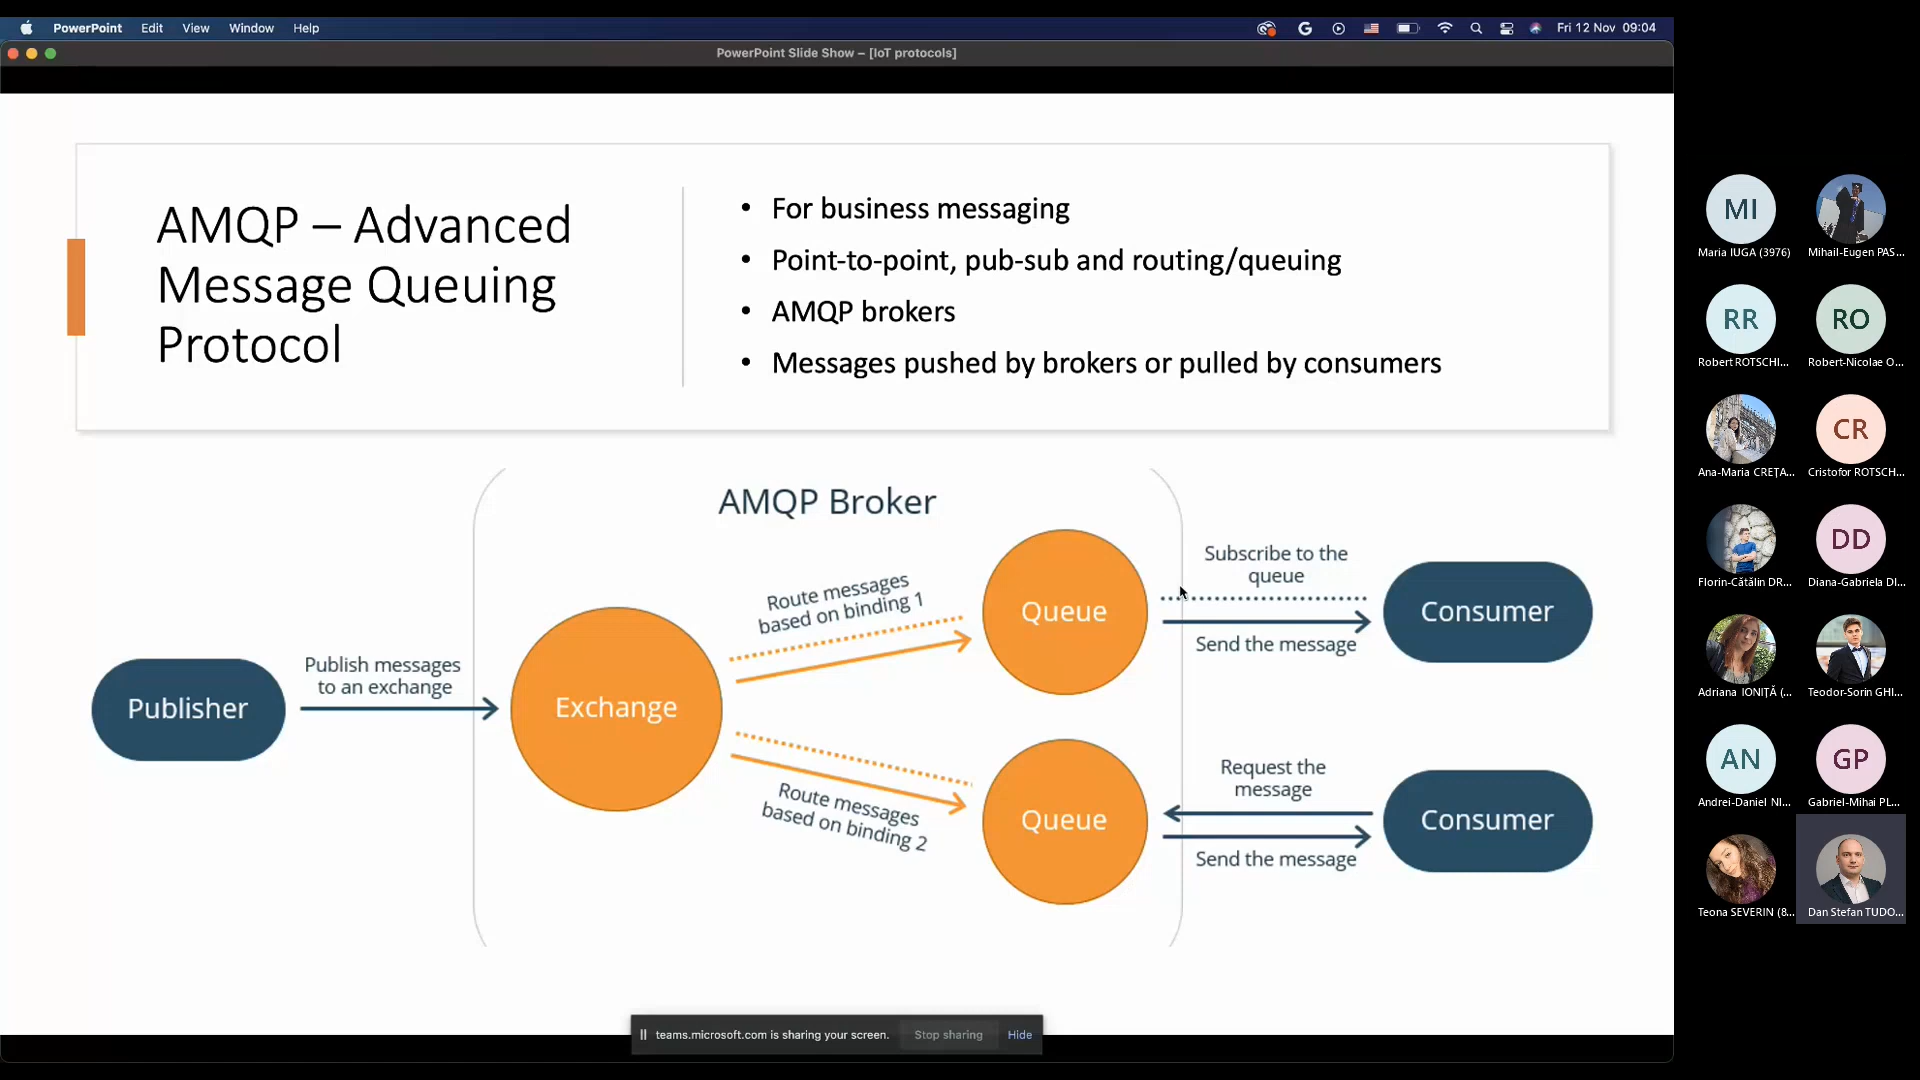 PowerPoint Edit View Window Help
Fri 12 Nov 09:04
PowerPoint Slide Show – [IoT protocols]
AMQP – Advanced
Message Queuing
Protocol
• For business messaging
• Point-to-point, pub-sub and routing/queuing
• AMQP brokers
• Messages pushed by brokers or pulled by consumers
AMQP Broker
Publisher
Publish messages
to an exchange
Exchange
Route messages
based on binding 1
Route messages
based on binding 2
Queue
Subscribe to the
queue
Send the message
Consumer
Queue
Request the
message
Send the message
Consumer
teams.microsoft.com is sharing your screen. Stop sharing Hide
MI
Maria IUGA (3976)
Mihail-Eugen PAS...
RR
Robert ROTSCHI...
RO
Robert-Nicolae O...
Ana-Maria CREȚA...
CR
Cristofor ROTSCH...
Florin-Cătălin DR...
DD
Diana-Gabriela DI...
Adriana IONIȚĂ (...
Teodor-Sorin GHI...
AN
Andrei-Daniel NI...
GP
Gabriel-Mihai PL...
Teona SEVERIN (8...
Dan Stefan TUDO...